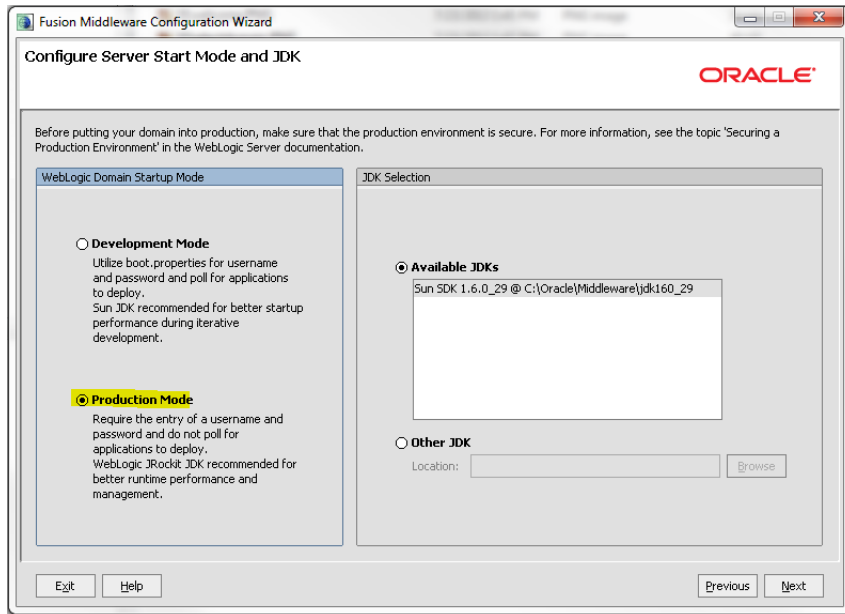 Fusion Middleware Configuration Wizard
Configure Server Start Mode and JDK
ORACLE
Before putting your domain into production, make sure that the production environment is secure. For more information, see the topic 'Securing a
Production Environment' in the WebLogic Server documentation.
WebLogic Domain Startup Mode
Development Mode
Utilize boot.properties for username
and password and poll for applications
to deploy.
Sun JDK recommended for better startup
performance during iterative
development.
Production Mode
Require the entry of a username and
password and do not poll for
applications to deploy.
WebLogic JRockit JDK recommended for
better runtime performance and
management.
JDK Selection
Available JDKs
Sun SDK 1.6.0_29 @ C:\Oracle\Middleware\jdk160_29
Other JDK
Location:
Browse
Exit
Help
Previous
Next